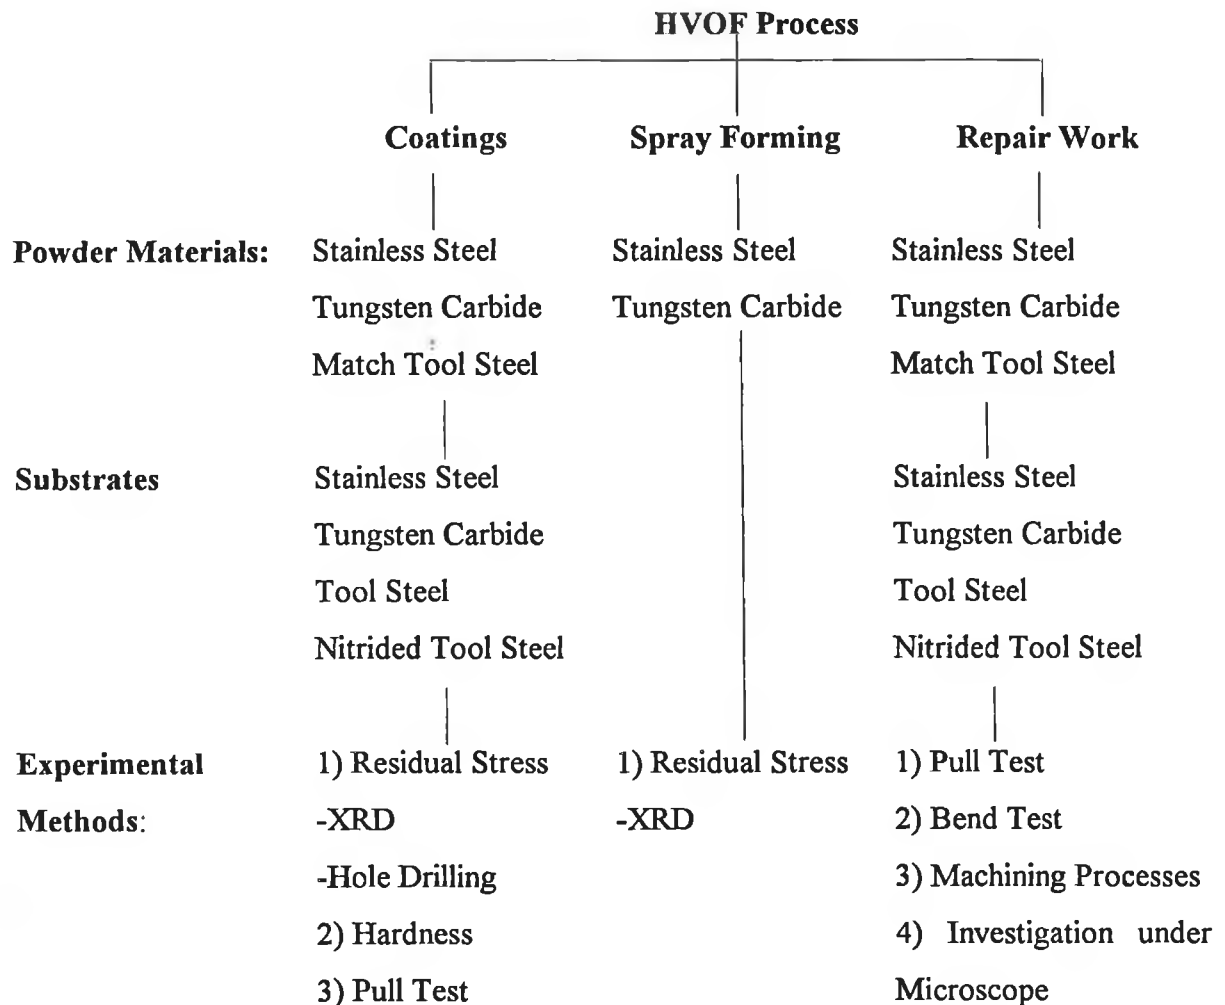 HVOF Process
Coatings Spray Forming Repair Work
Powder Materials: Stainless Steel Stainless Steel Stainless Steel
Tungsten Carbide Tungsten Carbide Tungsten Carbide
Match Tool Steel Match Tool Steel
Substrates Stainless Steel Stainless Steel
Tungsten Carbide Tungsten Carbide
Tool Steel Tool Steel
Nitrided Tool Steel Nitrided Tool Steel
Experimental 1) Residual Stress 1) Residual Stress 1) Pull Test
Methods: -XRD -XRD 2) Bend Test
-Hole Drilling 3) Machining Processes
2) Hardness 4) Investigation under
3) Pull Test Microscope